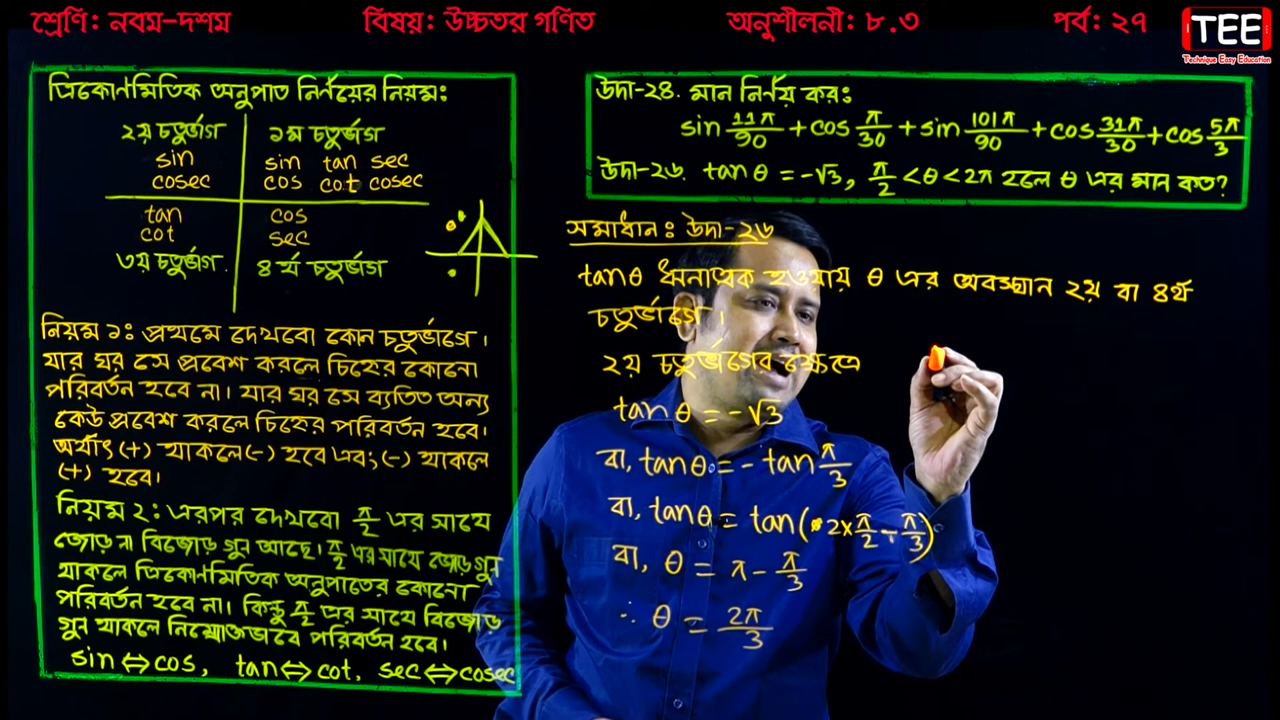 শ্রেণি: নবম-দশম বিষয়: উচ্চতর গণিত অনুশীলনী: ৮.৩ পর্ব: ২৭
TEE
Technique Easy Education
ত্রিকোণমিতিক অনুপাত নির্ণয়ের নিয়ম:
২য় চতুর্ভাগ ১ম চতুর্ভাগ
sin sin tan sec
cosec cos cot cosec
tan cos
cot sec
৩য় চতুর্ভাগ. ৪র্থ চতুর্ভাগ
নিয়ম ১: প্রথমে দেখবো কোন চতুর্ভাগে।
যার ঘর সে প্রবেশ করলে চিহ্নের কোনো
পরিবর্তন হবে না। যার ঘর সে ব্যতিত অন্য
কেউ প্রবেশ করলে চিহ্নের পরিবর্তন হবে।
অর্থাৎ (+) থাকলে (-) হবে এবং (-) থাকলে
(+) হবে।
নিয়ম ২: এরপর দেখবো π/2 এর সাথে
জোড় না বিজোড় গুন আছে। π/2 এর সাথে জোড় গুন
থাকলে ত্রিকোণমিতিক অনুপাতের কোনো
পরিবর্তন হবে না। কিন্তু π/2 এর সাথে বিজোড়
গুন থাকলে নিম্নোক্তভাবে পরিবর্তন হবে।
sin ⇔ cos, tan ⇔ cot, sec ⇔ cosec
উদা-২৪. মান নির্ণয় কর:
sin 11π/90 + cos π/30 + sin 101π/90 + cos 31π/30 + cos 5π/3
উদা-২৬. tan θ = -√3, π/2 < θ < 2π হলে θ এর মান কত?
সমাধান: উদা-২৬
tanθ ঋনাত্বক হওয়ায় θ এর অবস্থান ২য় বা ৪র্থ
চতুর্ভাগে।
২য় চতুর্ভাগের ক্ষেত্রে
tan θ = -√3
বা, tan θ = - tan π/3
বা, tan θ = tan(2×π/2 - π/3)
বা, θ = π - π/3
∴ θ = 2π/3